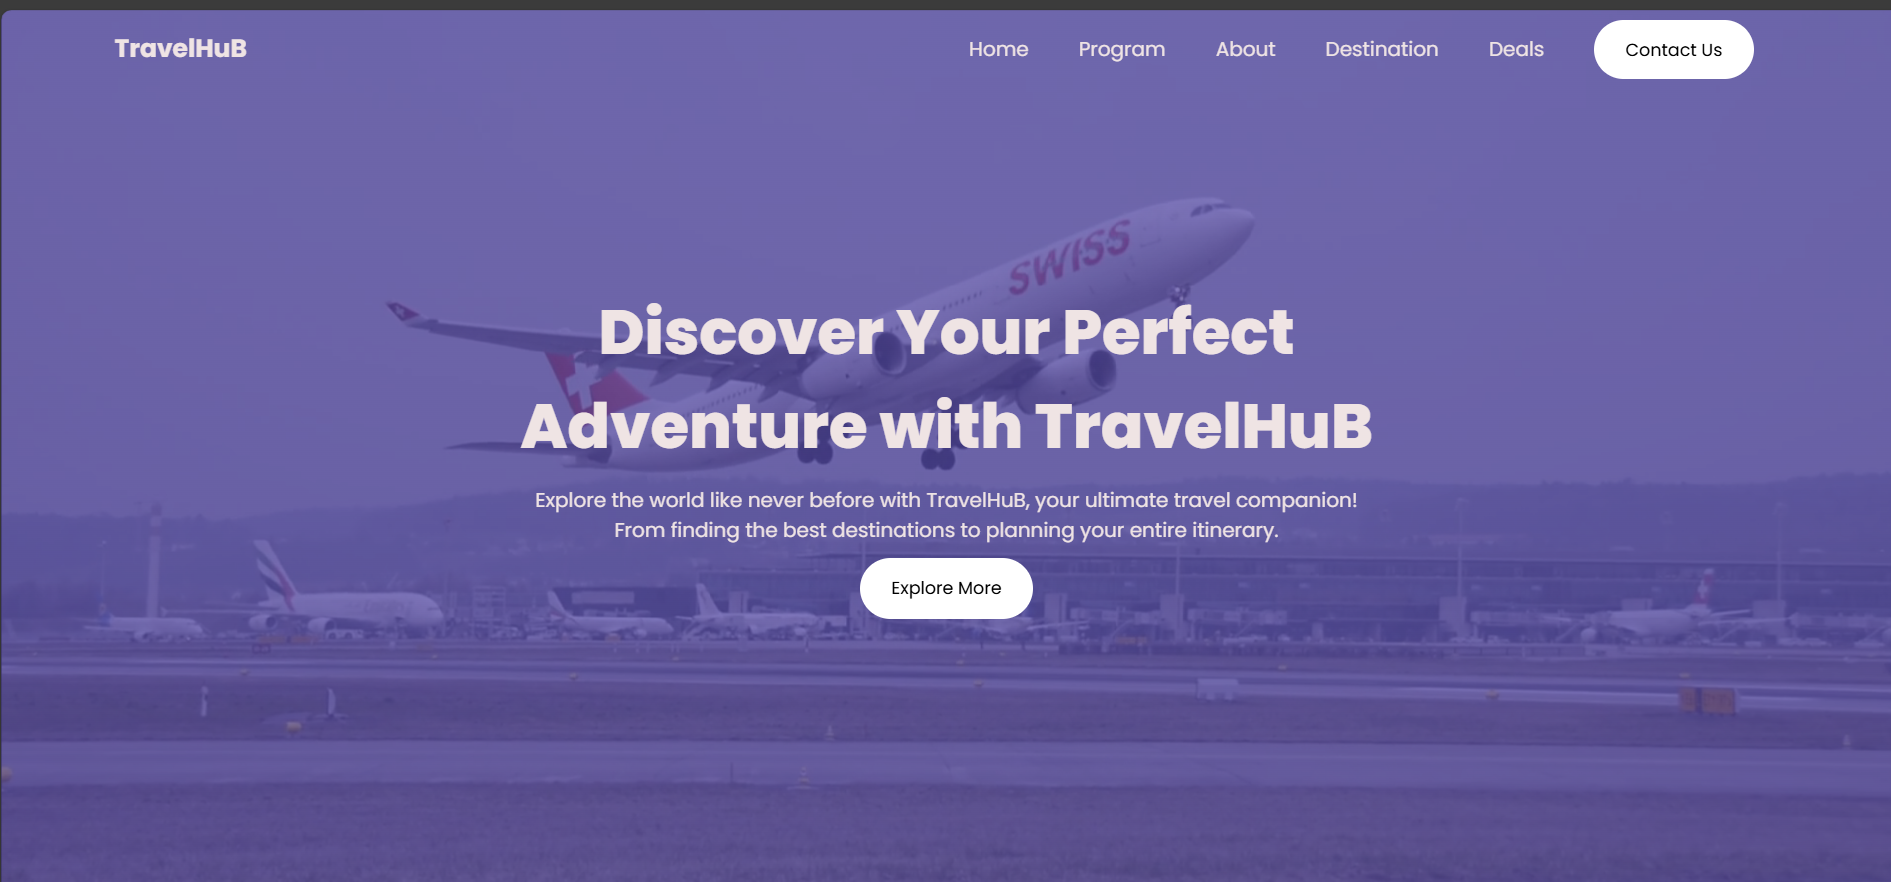 TravelHuB
Home Program About Destination Deals Contact Us
SWISS
Discover Your Perfect
Adventure with TravelHuB
Explore the world like never before with TravelHuB, your ultimate travel companion!
From finding the best destinations to planning your entire itinerary.
Explore More